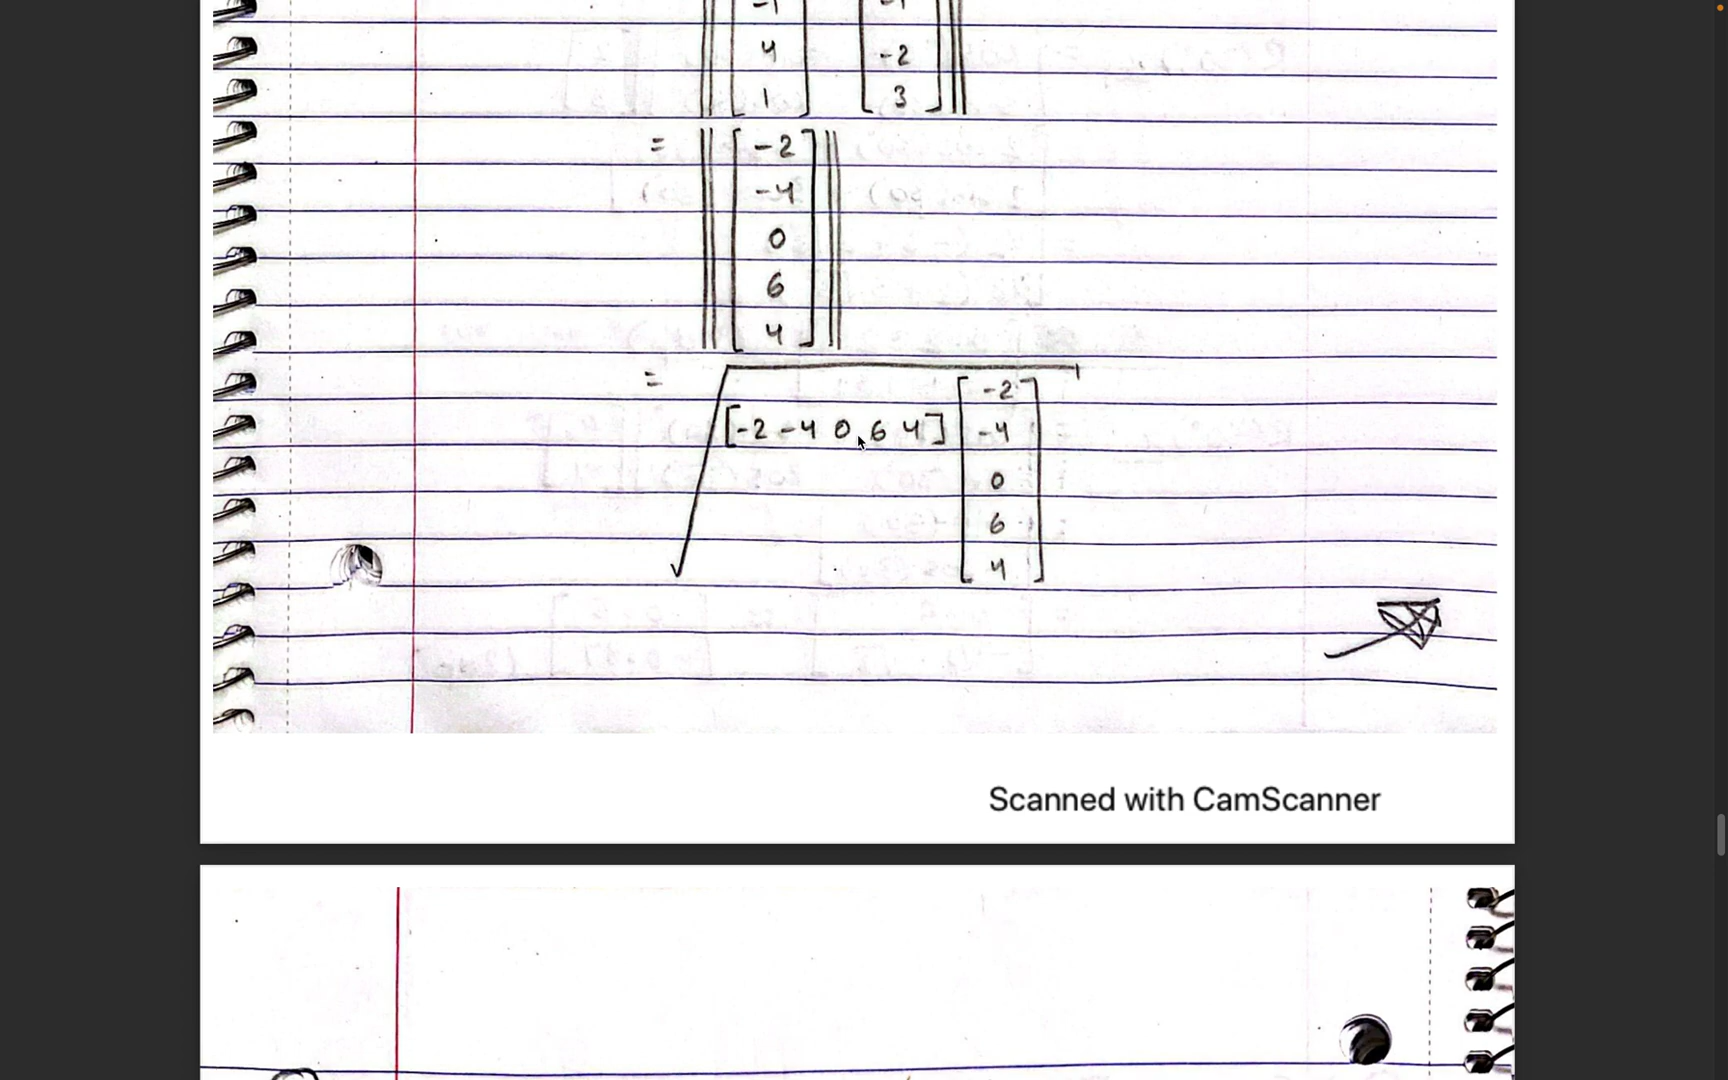 -1 -1
4 -2
1 3
= ‖ [ -2
-4
0
6
4 ] ‖
= √ [-2 -4 0 6 4] [ -2
-4
0
6
4 ]
Scanned with CamScanner